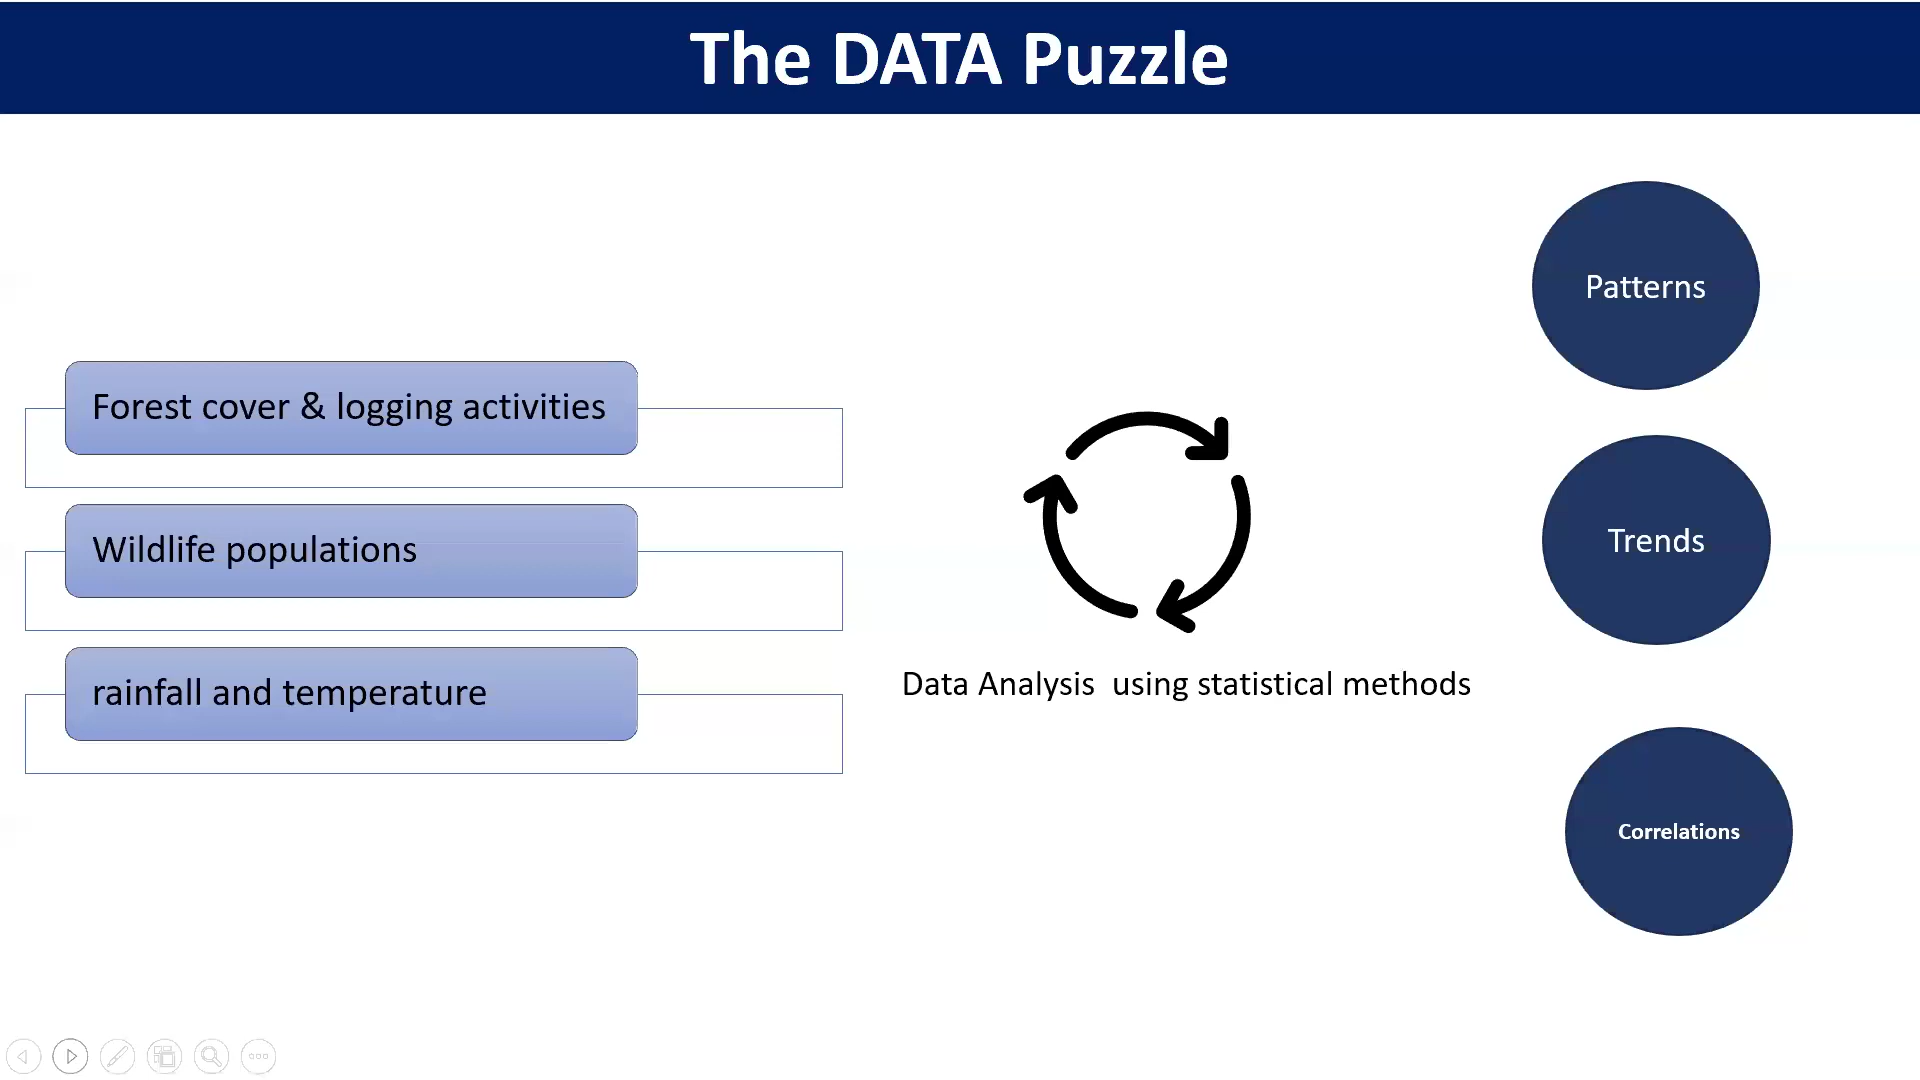 The DATA Puzzle
Forest cover & logging activities
Wildlife populations
rainfall and temperature
Data Analysis  using statistical methods
Patterns
Trends
Correlations